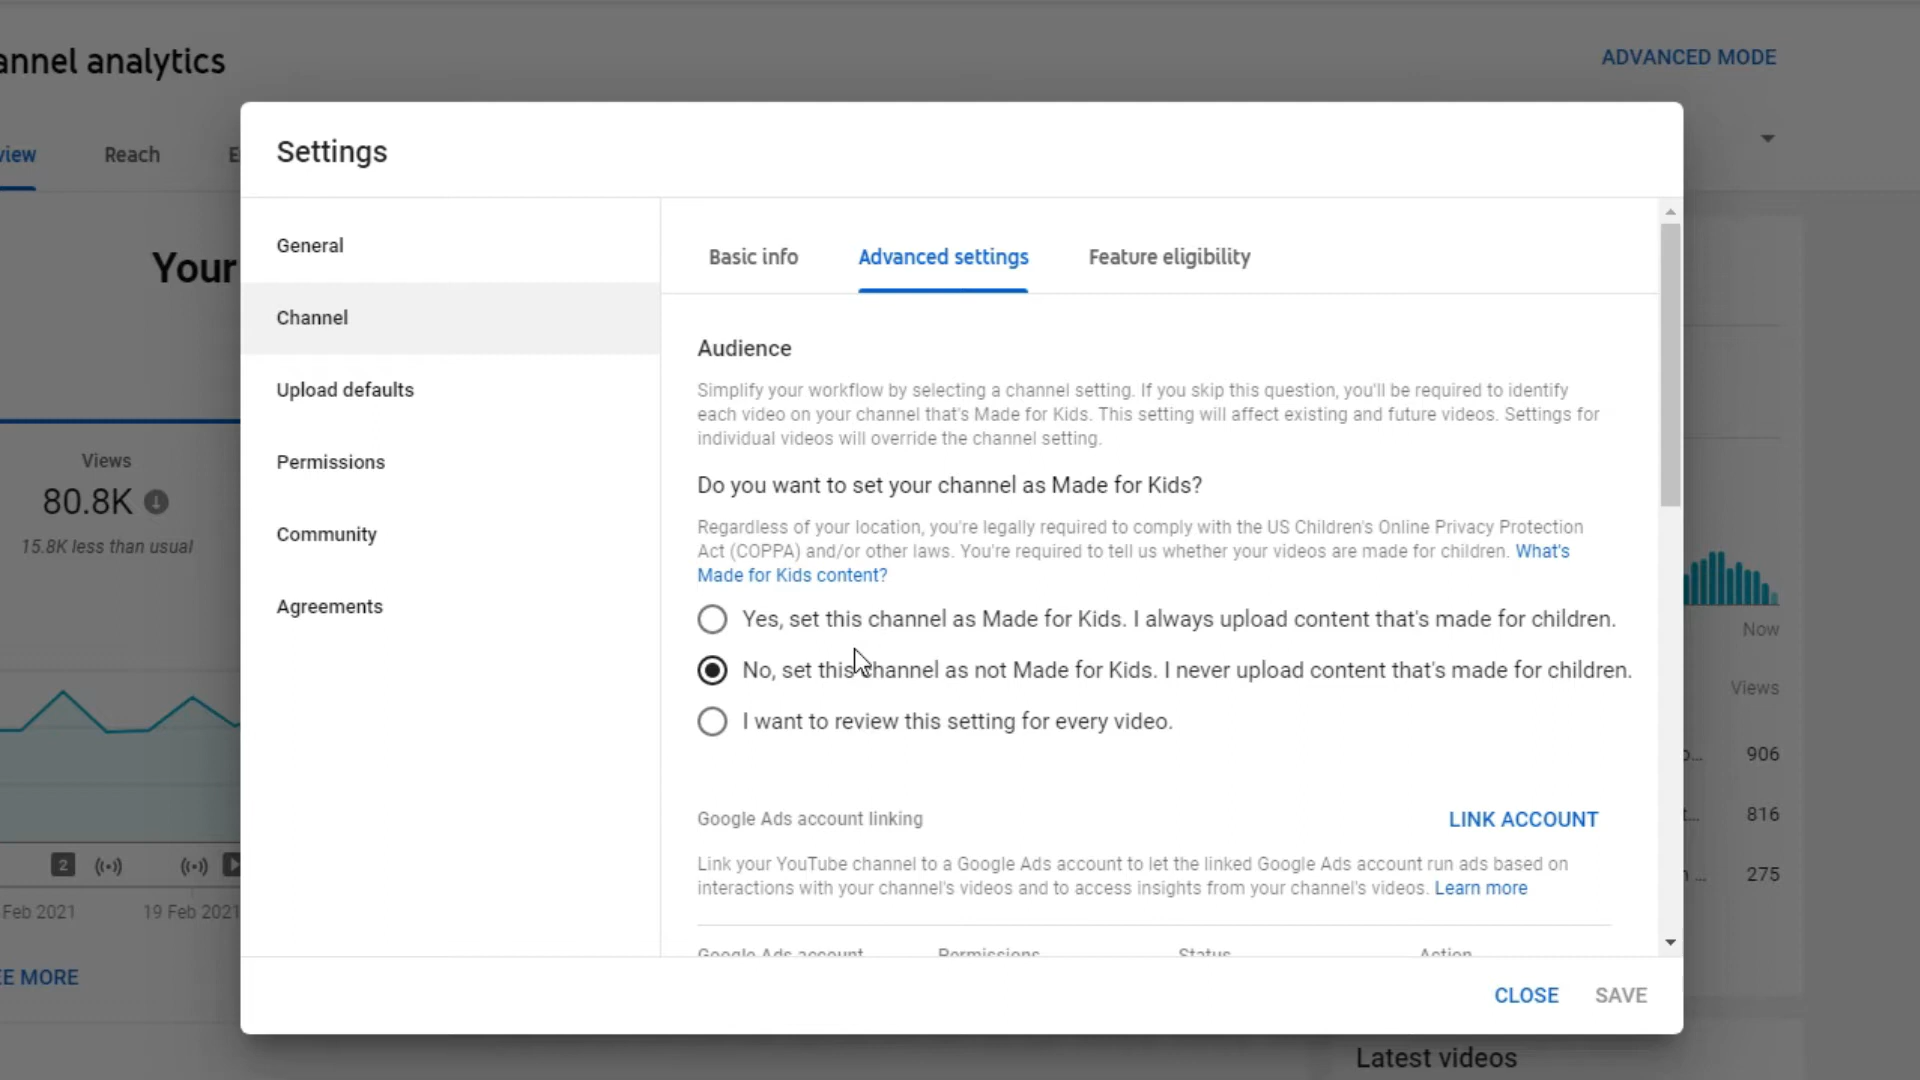 annel analytics
ADVANCED MODE
view
Reach
E
Your
Views
80.8K
15.8K less than usual
2
Feb 2021
19 Feb 2021
EE MORE
Settings
General
Channel
Upload defaults
Permissions
Community
Agreements
Basic info
Advanced settings
Feature eligibility
Audience
Simplify your workflow by selecting a channel setting. If you skip this question, you'll be required to identify
each video on your channel that's Made for Kids. This setting will affect existing and future videos. Settings for
individual videos will override the channel setting.
Do you want to set your channel as Made for Kids?
Regardless of your location, you're legally required to comply with the US Children's Online Privacy Protection
Act (COPPA) and/or other laws. You're required to tell us whether your videos are made for children. What's
Made for Kids content?
Yes, set this channel as Made for Kids. I always upload content that's made for children.
No, set this channel as not Made for Kids. I never upload content that's made for children.
I want to review this setting for every video.
Google Ads account linking
LINK ACCOUNT
Link your YouTube channel to a Google Ads account to let the linked Google Ads account run ads based on
interactions with your channel's videos and to access insights from your channel's videos. Learn more
Google Ads account
Permissions
Status
Action
CLOSE
SAVE
Now
Views
906
816
275
Latest videos